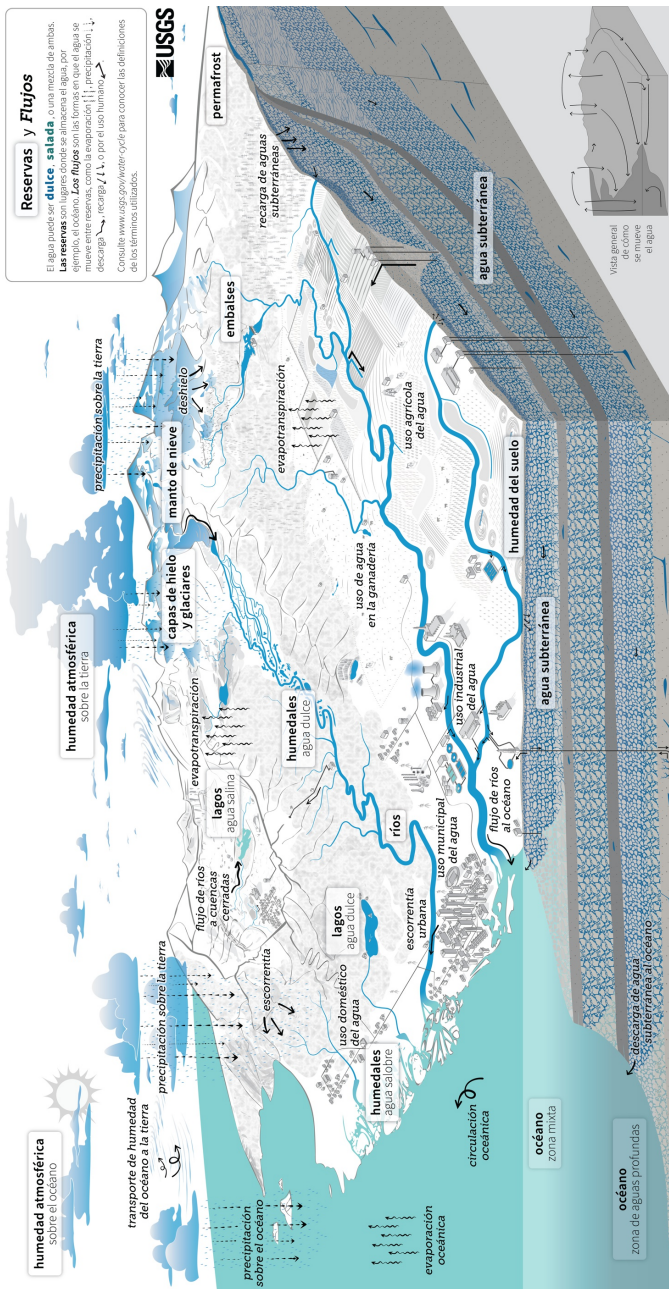 Reservas y Flujos
El agua puede ser dulce, salada, o una mezcla de ambas.
Las reservas son lugares donde se almacena el agua, por
ejemplo, el océano. Los flujos son las formas en que el agua se
mueve entre reservas, como la evaporación, precipitación,
descarga, recarga, o por el uso humano.
Consulte www.usgs.gov/water-cycle para conocer las definiciones
de los términos utilizados.
USGS
humedad atmosférica
sobre el océano
humedad atmosférica
sobre la tierra
transporte de humedad
del océano a la tierra
precipitación sobre la tierra
precipitación sobre la tierra
precipitación
sobre el océano
evaporación
oceánica
circulación
oceánica
escorrentía
flujo de ríos
a cuencas
cerradas
lagos
agua salina
evapotranspiración
capas de hielo
y glaciares
manto de nieve
deshielo
embalses
permafrost
recarga de aguas
subterráneas
evapotranspiración
humedales
agua dulce
ríos
lagos
agua dulce
uso doméstico
del agua
humedales
agua salobre
escorrentía
urbana
uso municipal
del agua
uso industrial
del agua
uso de agua
en la ganadería
uso agrícola
del agua
flujo de ríos
al océano
humedad del suelo
agua subterránea
agua subterránea
océano
zona mixta
océano
zona de aguas profundas
descarga de agua
subterránea al océano
Vista general
de cómo
se mueve
el agua